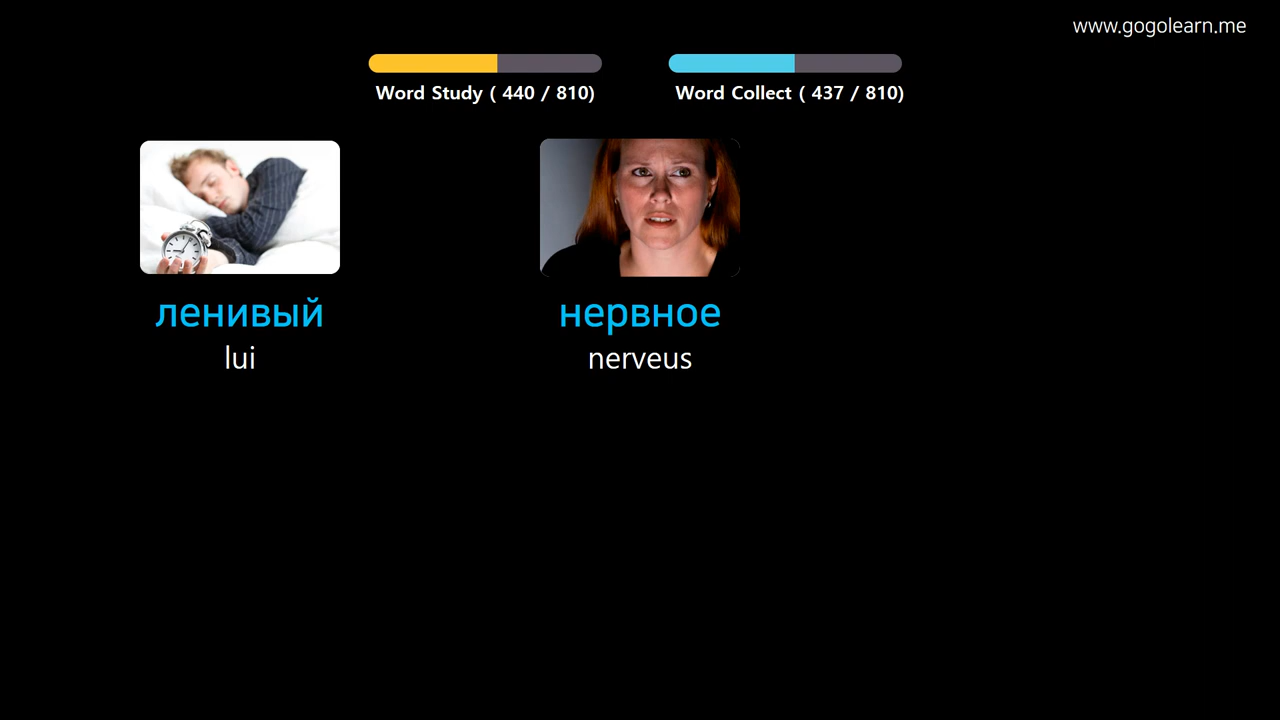 www.gogolearn.me
Word Study ( 440 / 810)
Word Collect ( 437 / 810)
ленивый
lui
нервное
nerveus